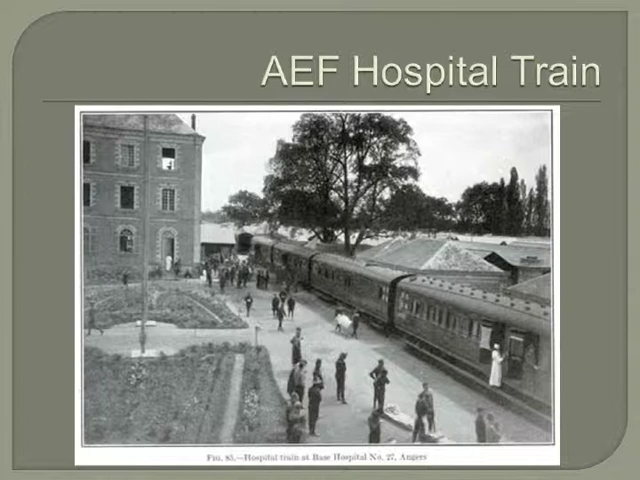 AEF Hospital Train
FIG. 85.—Hospital train at Base Hospital No. 27, Angers